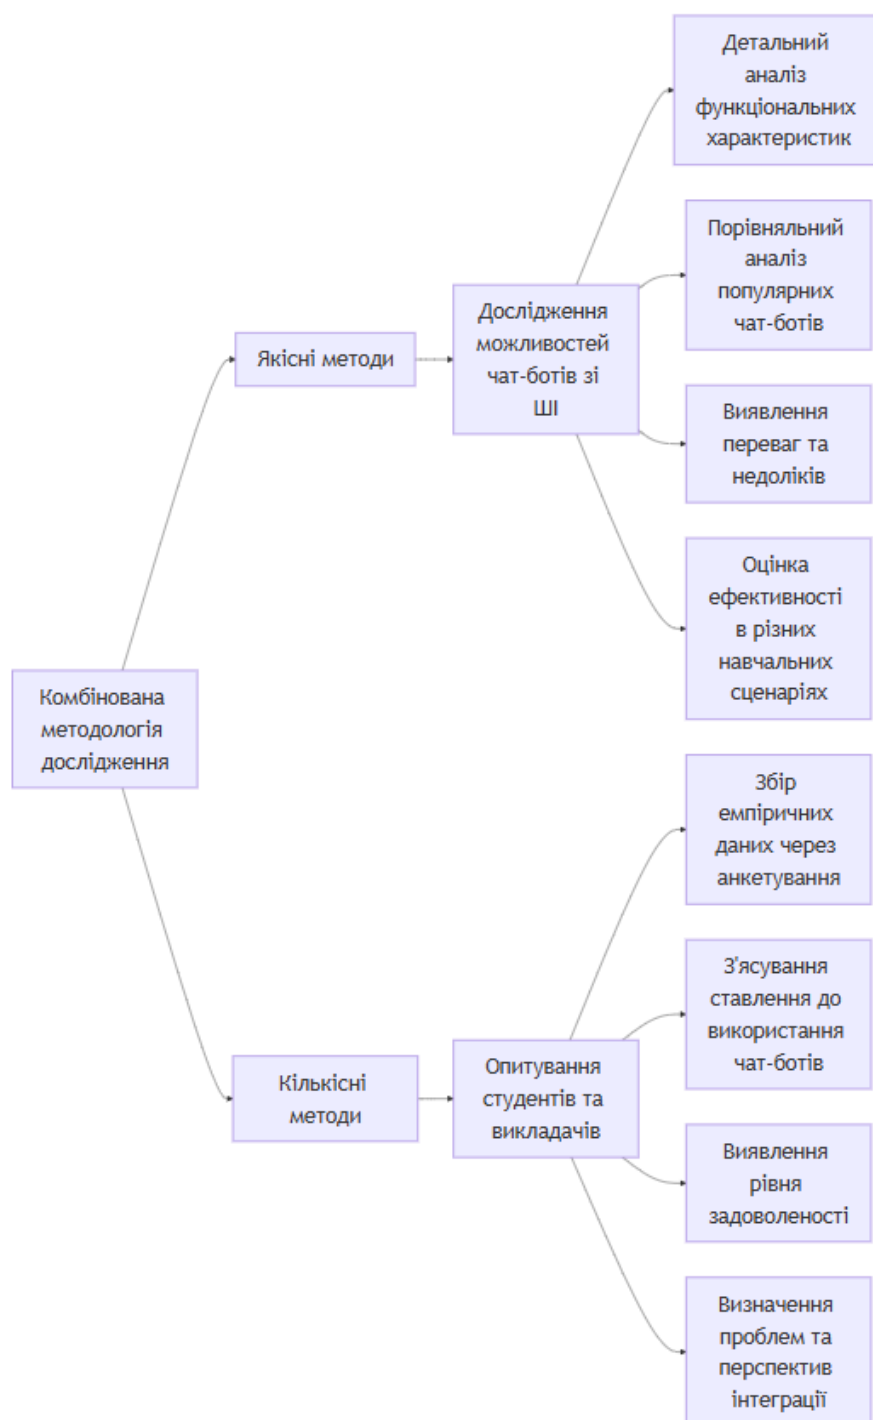 Детальний
аналіз
функціональних
характеристик
Порівняльний
аналіз
популярних
чат-ботів
Дослідження
можливостей
чат-ботів зі
ШІ
Якісні методи
Виявлення
переваг та
недоліків
Оцінка
ефективності
в різних
навчальних
сценаріях
Комбінована
методологія
дослідження
Збір
емпіричних
даних через
анкетування
З'ясування
ставлення до
використання
чат-ботів
Опитування
студентів та
викладачів
Кількісні
методи
Виявлення
рівня
задоволеності
Визначення
проблем та
перспектив
інтеграції